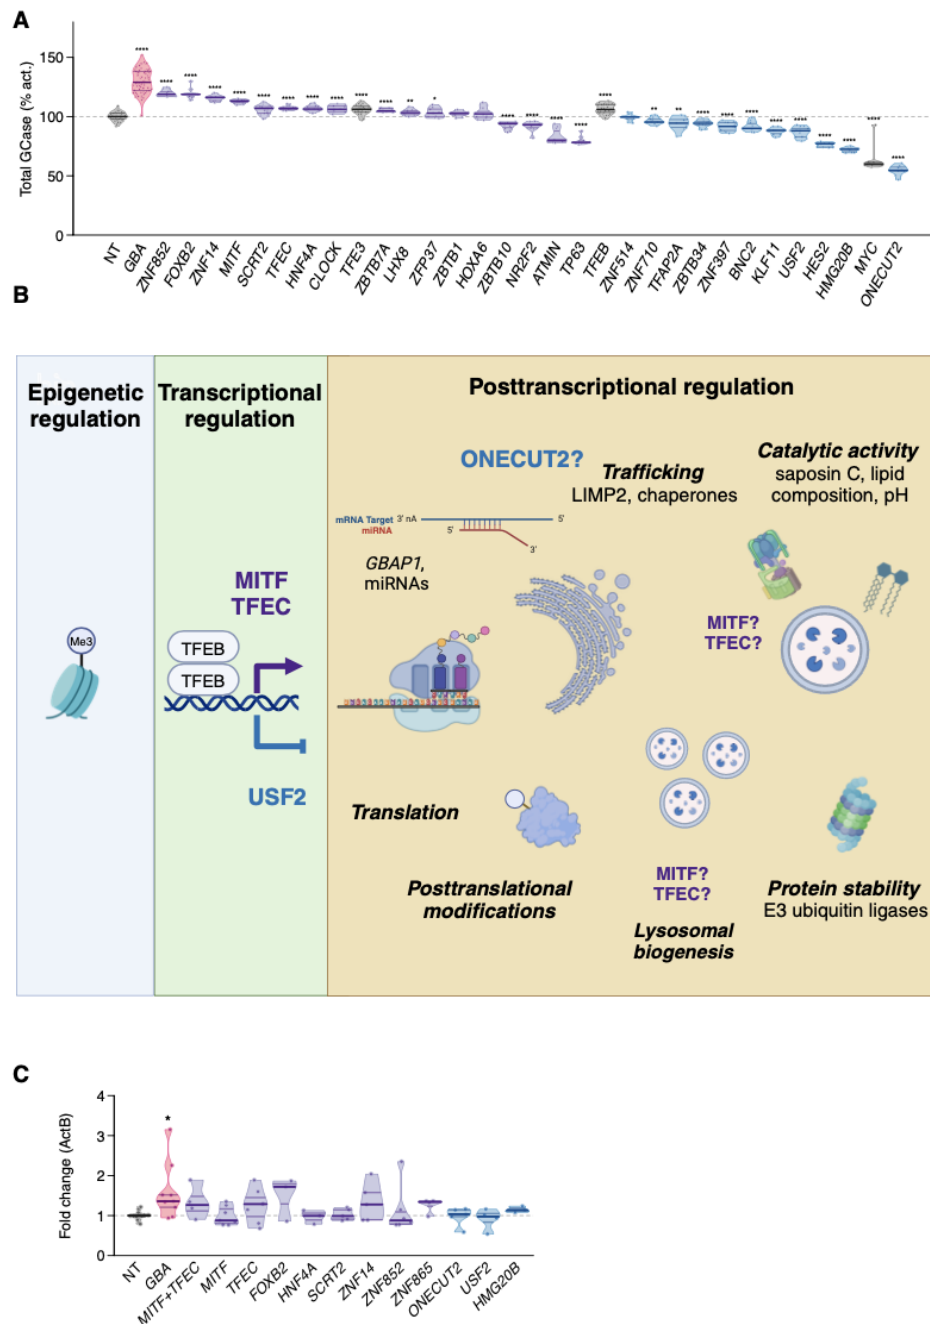 A
Total GCase (% act.)
150
100
50
0
**** **** **** **** **** **** **** **** **** **** **** ** * **** **** **** **** **** ** ** **** **** **** **** **** **** **** **** ****
NT GBA ZNF852 FOXB2 ZNF14 MITF SCRT2 TFEC HNF4A CLOCK TFE3 ZBTB7A LHX8 ZFP37 ZBTB1 HOXA6 ZBTB10 NR2F2 ATMIN TP63 TFEB ZNF514 ZNF710 TFAP2A ZBTB34 ZNF397 BNC2 KLF11 USF2 HES2 HMG20B MYC ONECUT2
B
Epigenetic
regulation
Transcriptional
regulation
Posttranscriptional regulation
ONECUT2?
Trafficking
LIMP2, chaperones
Catalytic activity
saposin C, lipid
composition, pH
mRNA Target 3' nA 5'
miRNA 5'
3'
GBAP1,
miRNAs
MITF
TFEC
MITF?
TFEC?
Me3
TFEB
TFEB
USF2
Translation
Posttranslational
modifications
MITF?
TFEC?
Lysosomal
biogenesis
Protein stability
E3 ubiquitin ligases
C
Fold change (ActB)
4
3
2
1
0
*
NT GBA MITF+TFEC MITF TFEC FOXB2 HNF4A SCRT2 ZNF14 ZNF852 ZNF865 ONECUT2 USF2 HMG20B